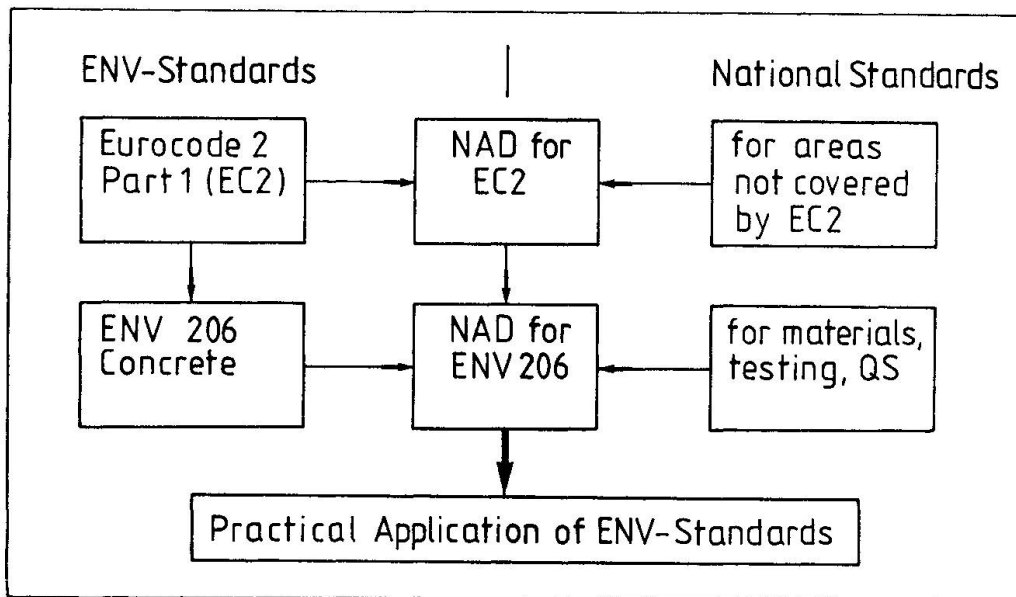 ENV-Standards
National Standards
Eurocode 2
Part 1 (EC2)
NAD for
EC2
for areas
not covered
by EC2
ENV 206
Concrete
NAD for
ENV 206
for materials,
testing, QS
Practical Application of ENV-Standards